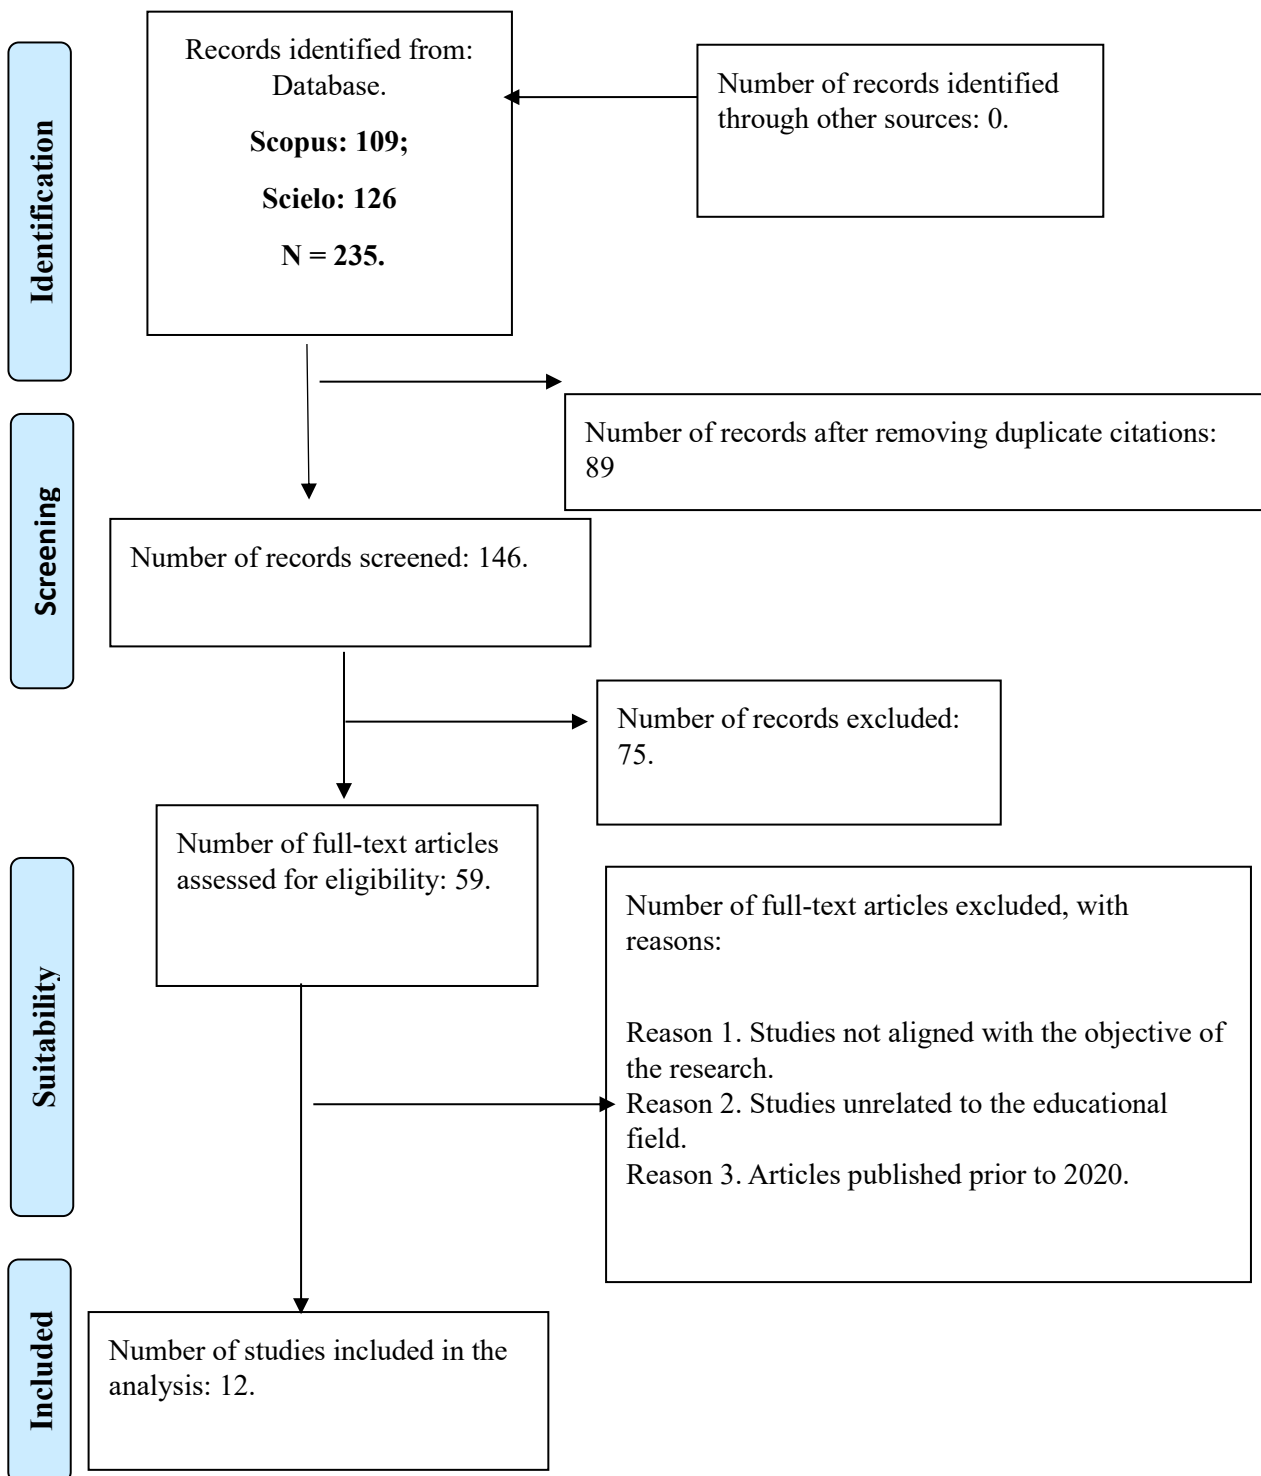 Identification
Records identified from:
Database.
Scopus: 109;
Scielo: 126
N = 235.
Number of records identified
through other sources: 0.
Number of records after removing duplicate citations:
89
Screening
Number of records screened: 146.
Number of records excluded:
75.
Suitability
Number of full-text articles
assessed for eligibility: 59.
Number of full-text articles excluded, with
reasons:
Reason 1. Studies not aligned with the objective of
the research.
Reason 2. Studies unrelated to the educational
field.
Reason 3. Articles published prior to 2020.
Included
Number of studies included in the
analysis: 12.